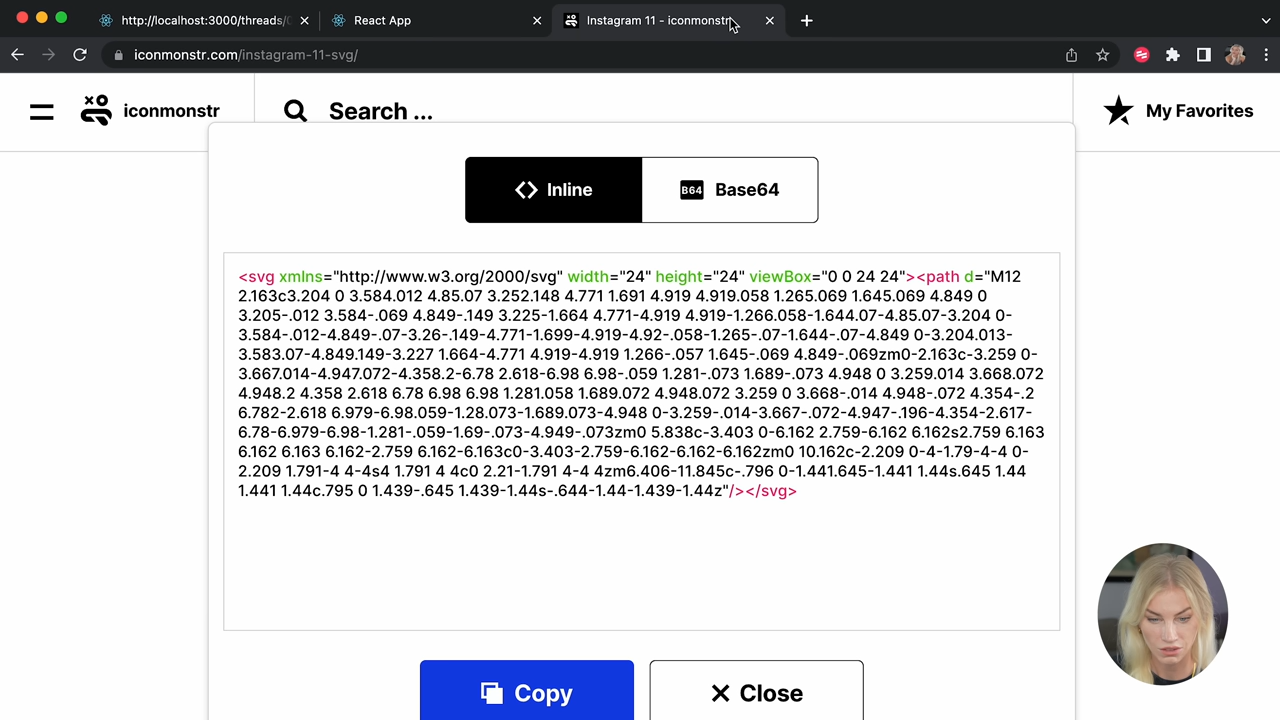 http://localhost:3000/threads/
React App
Instagram 11 - iconmonstr
iconmonstr.com/instagram-11-svg/
iconmonstr
Search ...
My Favorites
Inline
B64 Base64
<svg xmlns="http://www.w3.org/2000/svg" width="24" height="24" viewBox="0 0 24 24"><path d="M12
2.163c3.204 0 3.584.012 4.85.07 3.252.148 4.771 1.691 4.919 4.919.058 1.265.069 1.645.069 4.849 0
3.205-.012 3.584-.069 4.849-.149 3.225-1.664 4.771-4.919 4.919-1.266.058-1.644.07-4.85.07-3.204 0-
3.584-.012-4.849-.07-3.26-.149-4.771-1.699-4.919-4.92-.058-1.265-.07-1.644-.07-4.849 0-3.204.013-
3.583.07-4.849.149-3.227 1.664-4.771 4.919-4.919 1.266-.057 1.645-.069 4.849-.069zm0-2.163c-3.259 0-
3.667.014-4.947.072-4.358.2-6.78 2.618-6.98 6.98-.059 1.281-.073 1.689-.073 4.948 0 3.259.014 3.668.072
4.948.2 4.358 2.618 6.78 6.98 6.98 1.281.058 1.689.072 4.948.072 3.259 0 3.668-.014 4.948-.072 4.354-.2
6.782-2.618 6.979-6.98.059-1.28.073-1.689.073-4.948 0-3.259-.014-3.667-.072-4.947-.196-4.354-2.617-
6.78-6.979-6.98-1.281-.059-1.69-.073-4.949-.073zm0 5.838c-3.403 0-6.162 2.759-6.162 6.162s2.759 6.163
6.162 6.163 6.162-2.759 6.162-6.163c0-3.403-2.759-6.162-6.162-6.162zm0 10.162c-2.209 0-4-1.79-4-4 0-
2.209 1.791-4 4-4s4 1.791 4 4c0 2.21-1.791 4-4 4zm6.406-11.845c-.796 0-1.441.645-1.441 1.44s.645 1.44
1.441 1.44c.795 0 1.439-.645 1.439-1.44s-.644-1.44-1.439-1.44z"/></svg>
Copy
Close